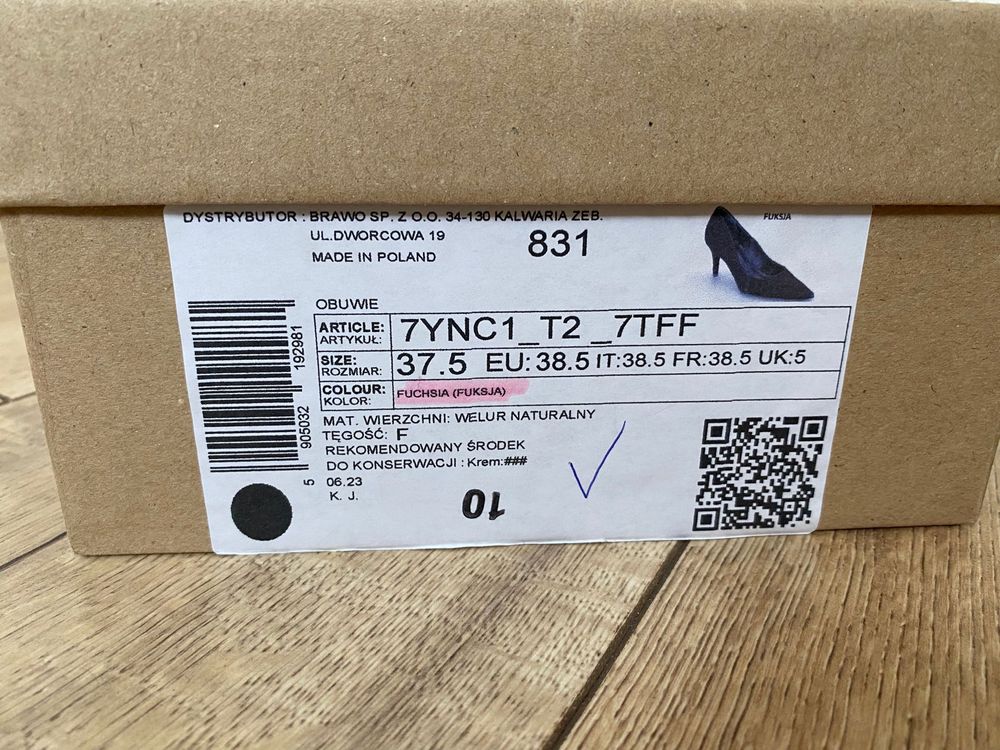 DYSTRYBUTOR : BRAWO SP. Z O.O. 34-130 KALWARIA ZEB.
UL.DWORCOWA 19
MADE IN POLAND
831
FUKSJA
OBUWIE
ARTICLE: 7YNC1_T2 _7TFF
ARTYKUŁ:
SIZE: 37.5 EU: 38.5 IT:38.5 FR:38.5 UK:5
ROZMIAR:
COLOUR: FUCHSIA (FUKSJA)
KOLOR:
MAT. WIERZCHNI: WELUR NATURALNY
TĘGOŚĆ: F
REKOMENDOWANY ŚRODEK
DO KONSERWACJI : Krem:###
06.23
K. J.
10
5 905032 192981